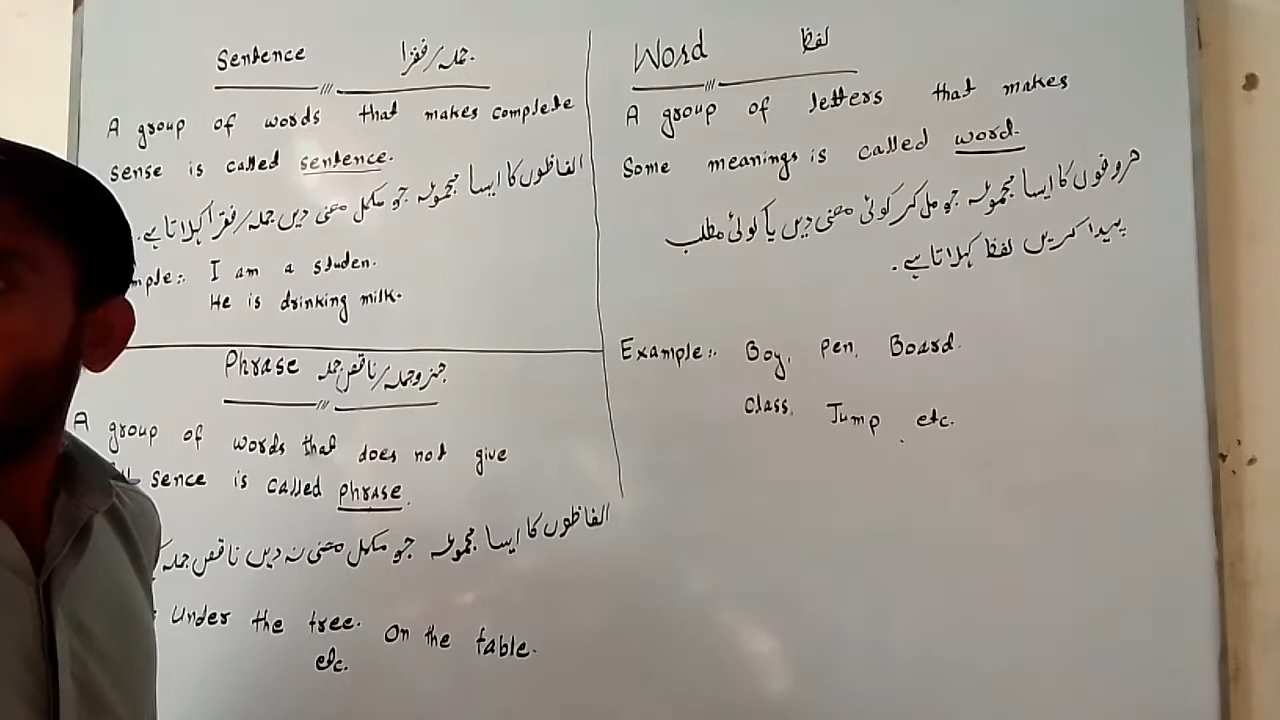 Sentence جملہ/فقرا
A group of words that makes complete
sense is called sentence.
الفاظوں کا ایسا مجموعہ جو مکمل معنی دیں جملہ/فقرا کہلاتا ہے۔
mple:. I am a studen.
He is drinking milk.
Phrase جزو جملہ/ناقص جملہ
A group of words that does not give
sence is called phrase.
الفاظوں کا ایسا مجموعہ جو مکمل معنی نہ دیں ناقص جملہ
Under the tree. On the table.
etc.
Word لفظ
A group of letters that makes
Some meanings is called word.
حروفوں کا ایسا مجموعہ جو مل کر کوئی معنی دیں یا کوئی مطلب
پیدا کریں لفظ کہلاتا ہے۔
Example:. Boy, Pen, Board.
Class, Jump, etc.